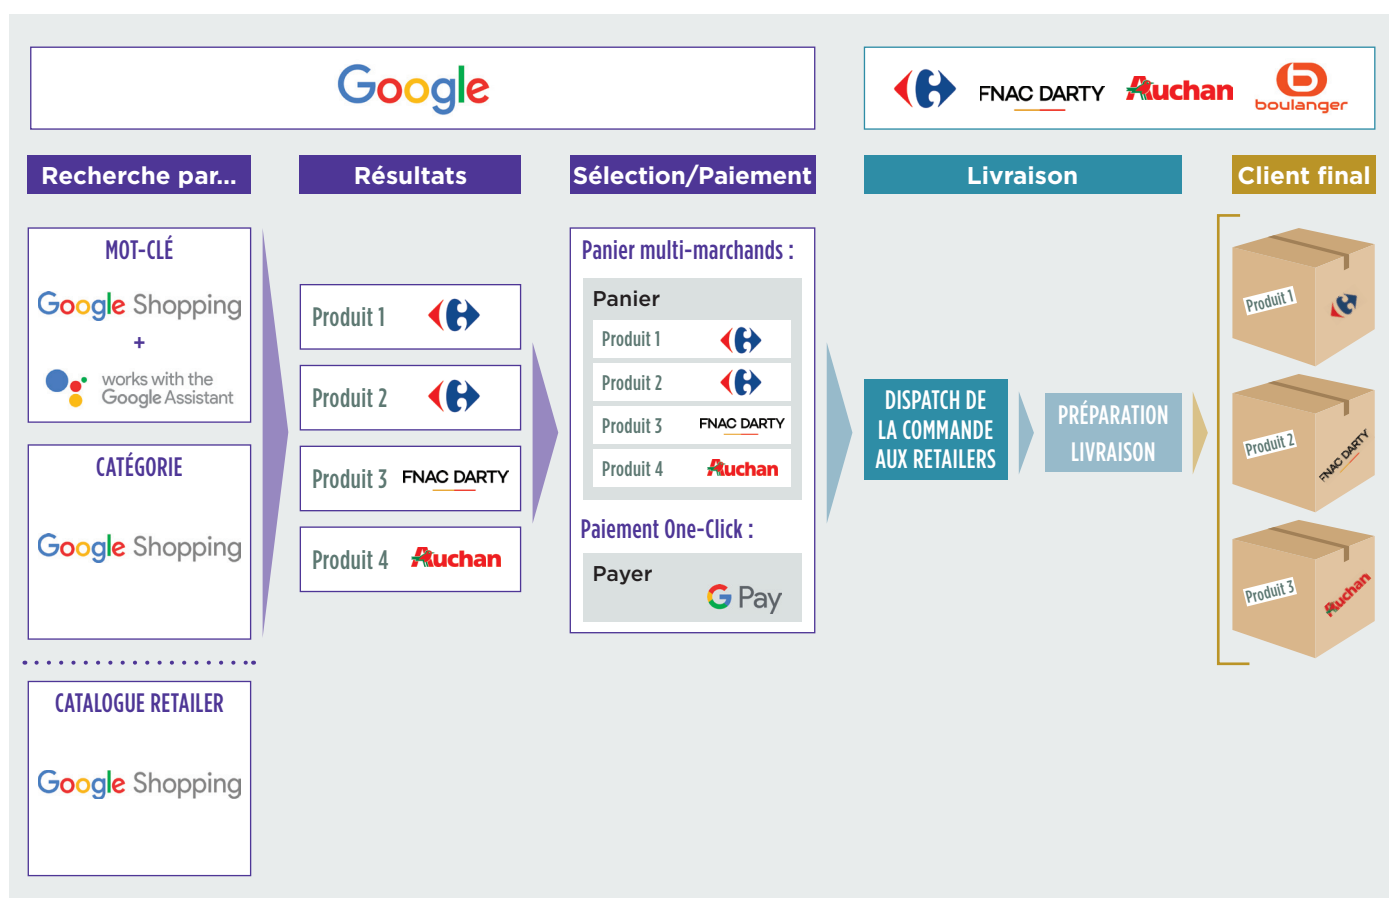 Google
FNAC DARTY
Auchan
boulanger
Recherche par...
Résultats
Sélection/Paiement
Livraison
Client final
MOT-CLÉ
Google Shopping
+
works with the
Google Assistant
CATÉGORIE
Google Shopping
CATALOGUE RETAILER
Google Shopping
Produit 1
Produit 2
Produit 3 FNAC DARTY
Produit 4 Auchan
Panier multi-marchands :
Panier
Produit 1
Produit 2
Produit 3 FNAC DARTY
Produit 4 Auchan
Paiement One-Click :
Payer
G Pay
DISPATCH DE
LA COMMANDE
AUX RETAILERS
PRÉPARATION
LIVRAISON
Produit 1
Produit 2
FNAC DARTY
Produit 3
Auchan